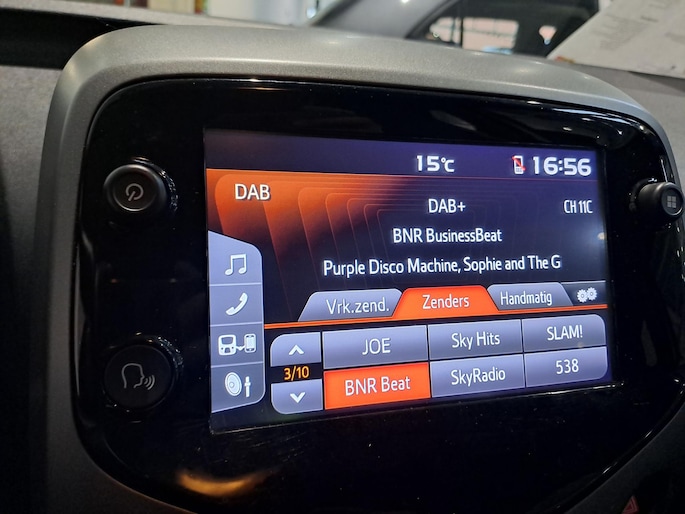 15°C 16:56
DAB
DAB+ CH 11C
BNR BusinessBeat
Purple Disco Machine, Sophie and The G
Vrk.zend. Zenders Handmatig
JOE Sky Hits SLAM!
3/10
BNR Beat SkyRadio 538